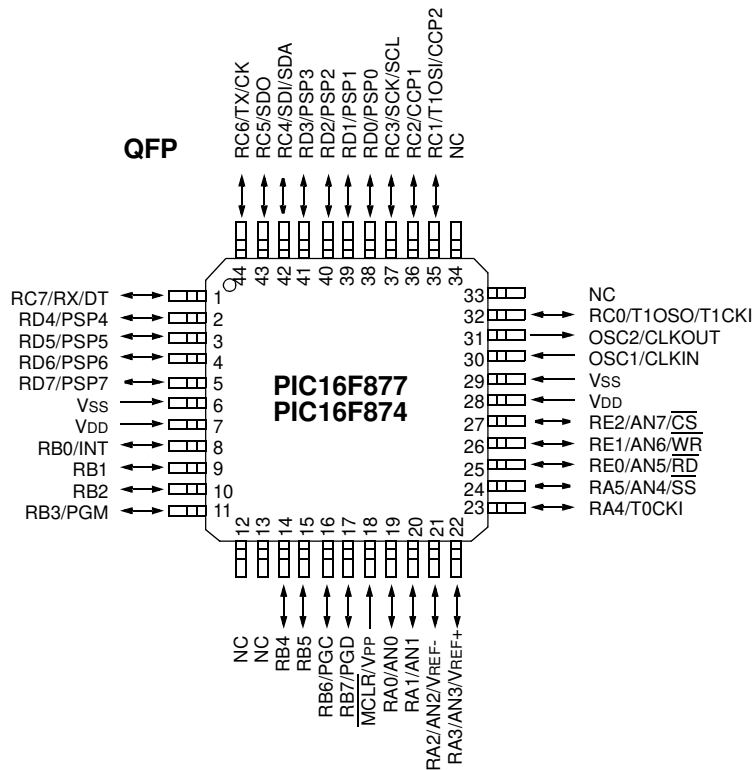 QFP
RC6/TX/CK
RC5/SDO
RC4/SDI/SDA
RD3/PSP3
RD2/PSP2
RD1/PSP1
RD0/PSP0
RC3/SCK/SCL
RC2/CCP1
RC1/T1OSI/CCP2
NC
44
43
42
41
40
39
38
37
36
35
34
RC7/RX/DT 1
RD4/PSP4 2
RD5/PSP5 3
RD6/PSP6 4
RD7/PSP7 5
VSS 6
VDD 7
RB0/INT 8
RB1 9
RB2 10
RB3/PGM 11
PIC16F877
PIC16F874
33 NC
32 RC0/T1OSO/T1CKI
31 OSC2/CLKOUT
30 OSC1/CLKIN
29 VSS
28 VDD
27 RE2/AN7/CS
26 RE1/AN6/WR
25 RE0/AN5/RD
24 RA5/AN4/SS
23 RA4/T0CKI
12
13
14
15
16
17
18
19
20
21
22
NC
NC
RB4
RB5
RB6/PGC
RB7/PGD
MCLR/VPP
RA0/AN0
RA1/AN1
RA2/AN2/VREF-
RA3/AN3/VREF+